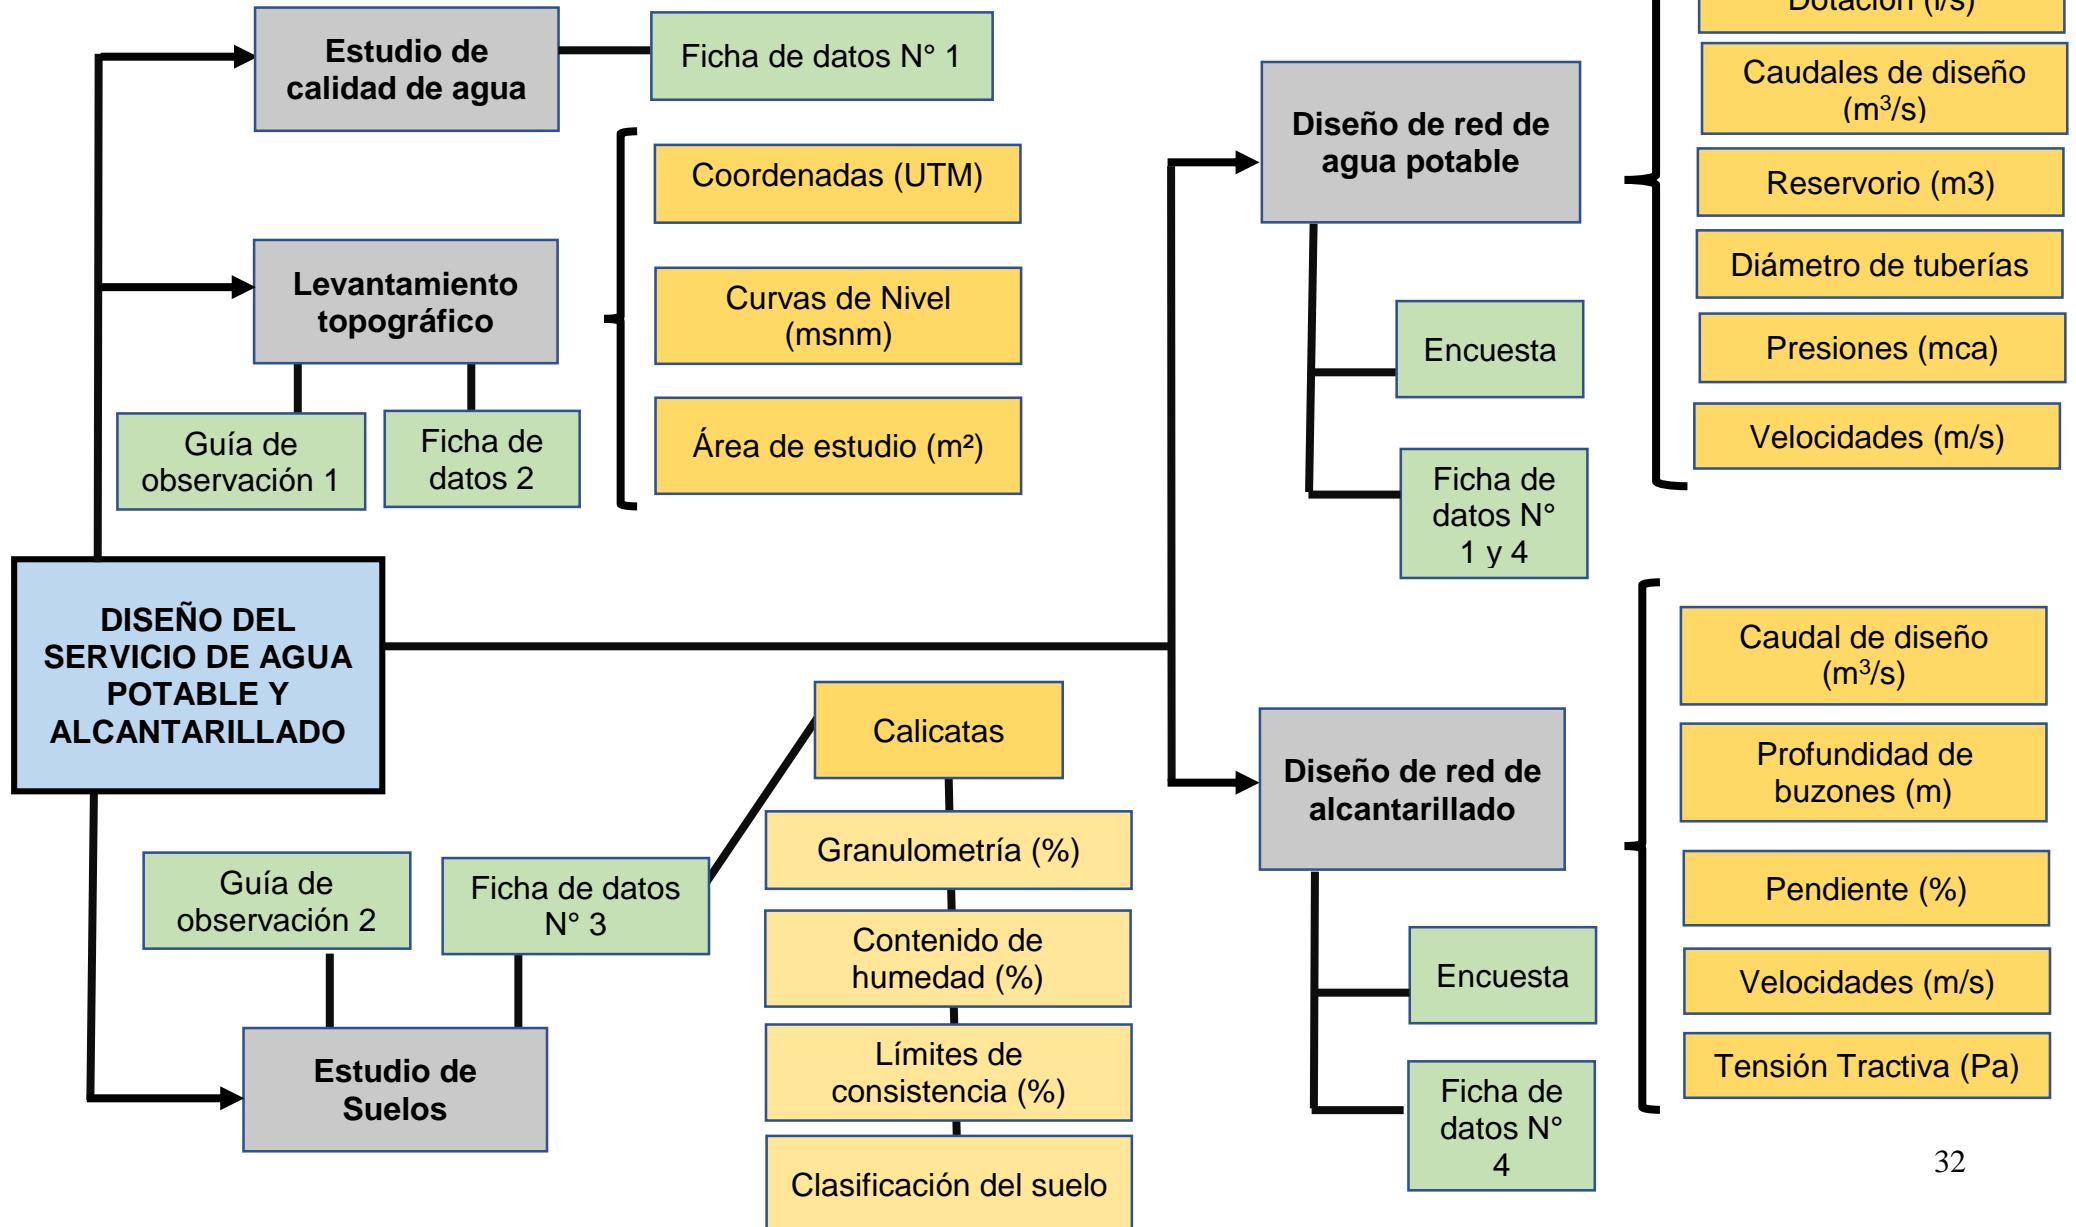 Estudio de
calidad de agua
Ficha de datos N° 1
Coordenadas (UTM)
Levantamiento
topográfico
Curvas de Nivel
(msnm)
Área de estudio (m²)
Guía de
observación 1
Ficha de
datos 2
DISEÑO DEL
SERVICIO DE AGUA
POTABLE Y
ALCANTARILLADO
Guía de
observación 2
Ficha de datos
N° 3
Estudio de
Suelos
Calicatas
Granulometría (%)
Contenido de
humedad (%)
Límites de
consistencia (%)
Clasificación del suelo
Diseño de red de
agua potable
Encuesta
Ficha de
datos N°
1 y 4
Dotación (l/s)
Caudales de diseño
(m³/s)
Reservorio (m3)
Diámetro de tuberías
Presiones (mca)
Velocidades (m/s)
Diseño de red de
alcantarillado
Encuesta
Ficha de
datos N°
4
Caudal de diseño
(m³/s)
Profundidad de
buzones (m)
Pendiente (%)
Velocidades (m/s)
Tensión Tractiva (Pa)
32